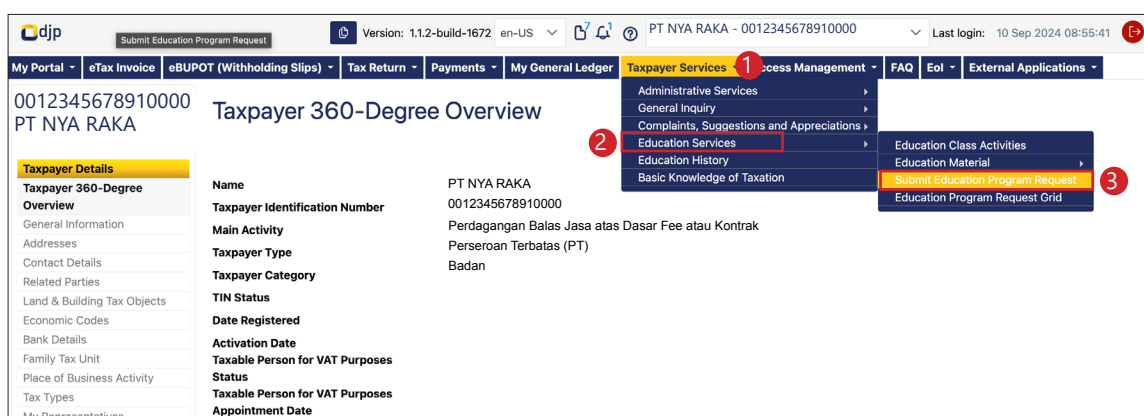 djp
Submit Education Program Request
Version: 1.1.2-build-1672
en-US
7
1
PT NYA RAKA - 0012345678910000
Last login: 10 Sep 2024 08:55:41
My Portal
eTax Invoice
eBUPOT (Withholding Slips)
Tax Return
Payments
My General Ledger
Taxpayer Services
1
ccess Management
FAQ
EoI
External Applications
0012345678910000
PT NYA RAKA
Taxpayer 360-Degree Overview
Administrative Services
General Inquiry
Complaints, Suggestions and Appreciations
2
Education Services
Education History
Basic Knowledge of Taxation
Education Class Activities
Education Material
Submit Education Program Request
3
Education Program Request Grid
Taxpayer Details
Taxpayer 360-Degree
Overview
General Information
Addresses
Contact Details
Related Parties
Land & Building Tax Objects
Economic Codes
Bank Details
Family Tax Unit
Place of Business Activity
Tax Types
My Representatives
Name PT NYA RAKA
Taxpayer Identification Number 0012345678910000
Main Activity Perdagangan Balas Jasa atas Dasar Fee atau Kontrak
Taxpayer Type Perseroan Terbatas (PT)
Taxpayer Category Badan
TIN Status
Date Registered
Activation Date
Taxable Person for VAT Purposes
Status
Taxable Person for VAT Purposes
Appointment Date